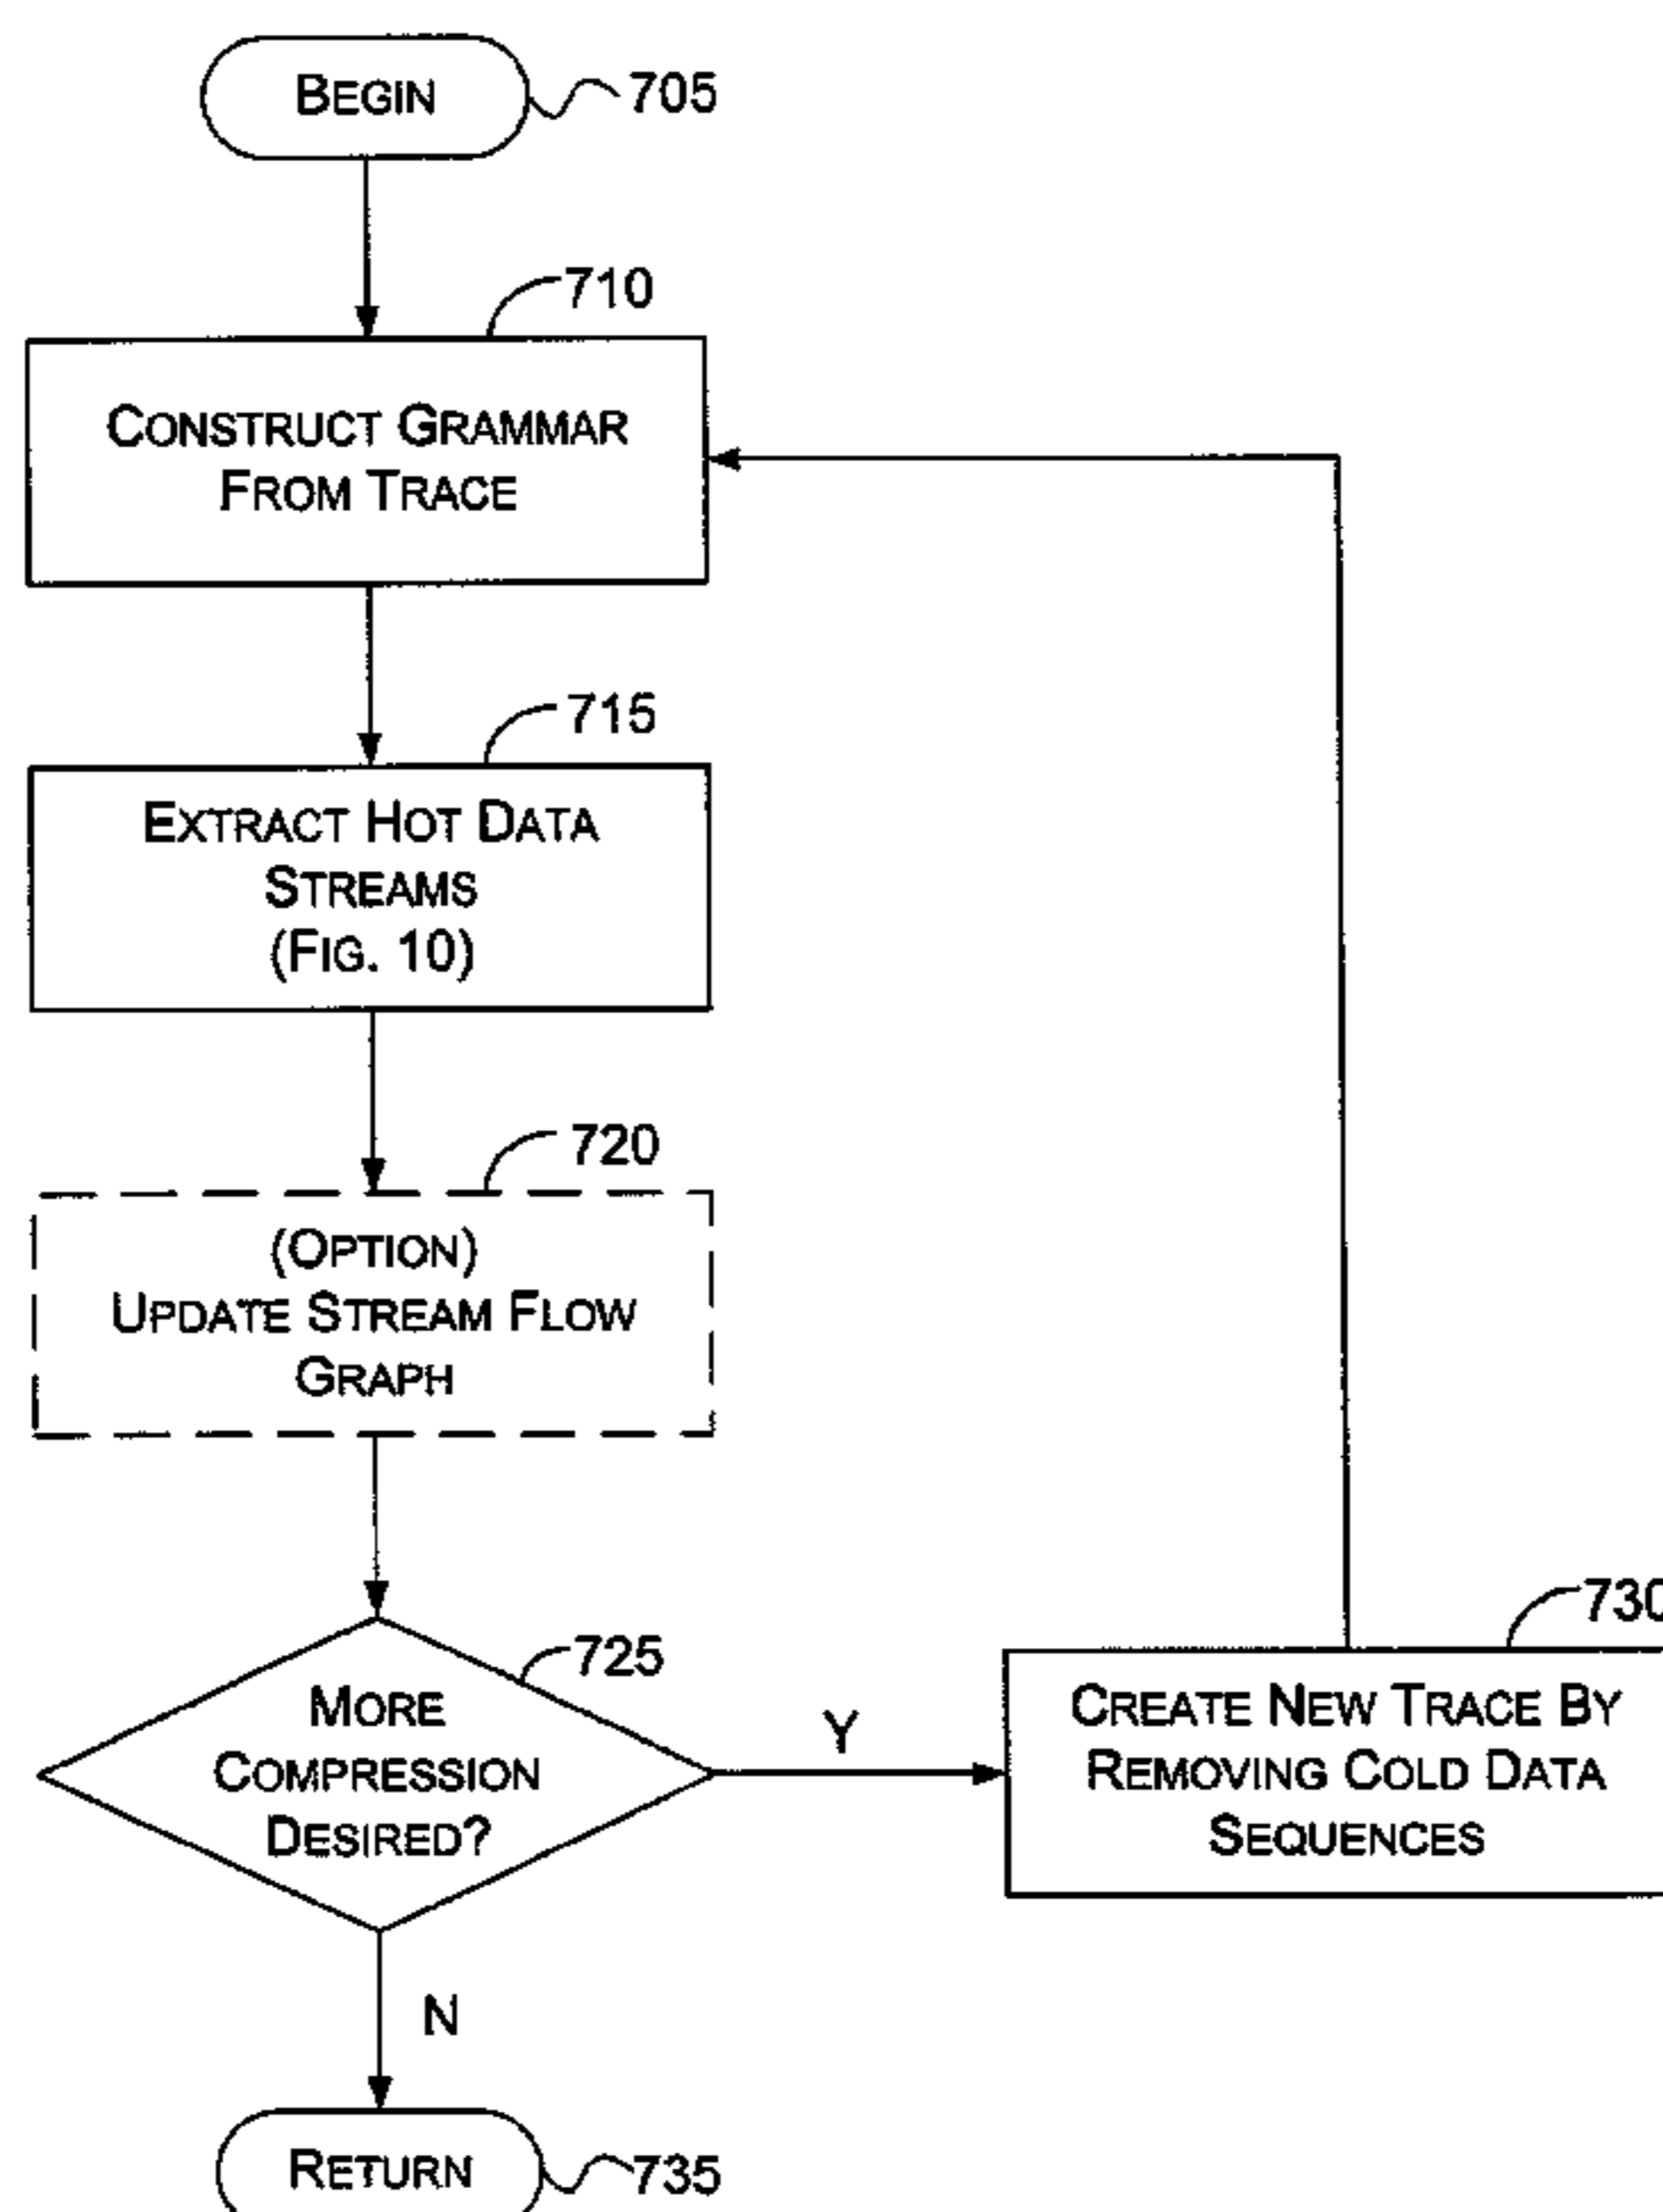 BEGIN
705
710
CONSTRUCT GRAMMAR
FROM TRACE
715
EXTRACT HOT DATA
STREAMS
(FIG. 10)
720
(OPTION)
UPDATE STREAM FLOW
GRAPH
725
MORE
COMPRESSION
DESIRED?
Y
730
CREATE NEW TRACE BY
REMOVING COLD DATA
SEQUENCES
N
RETURN
735